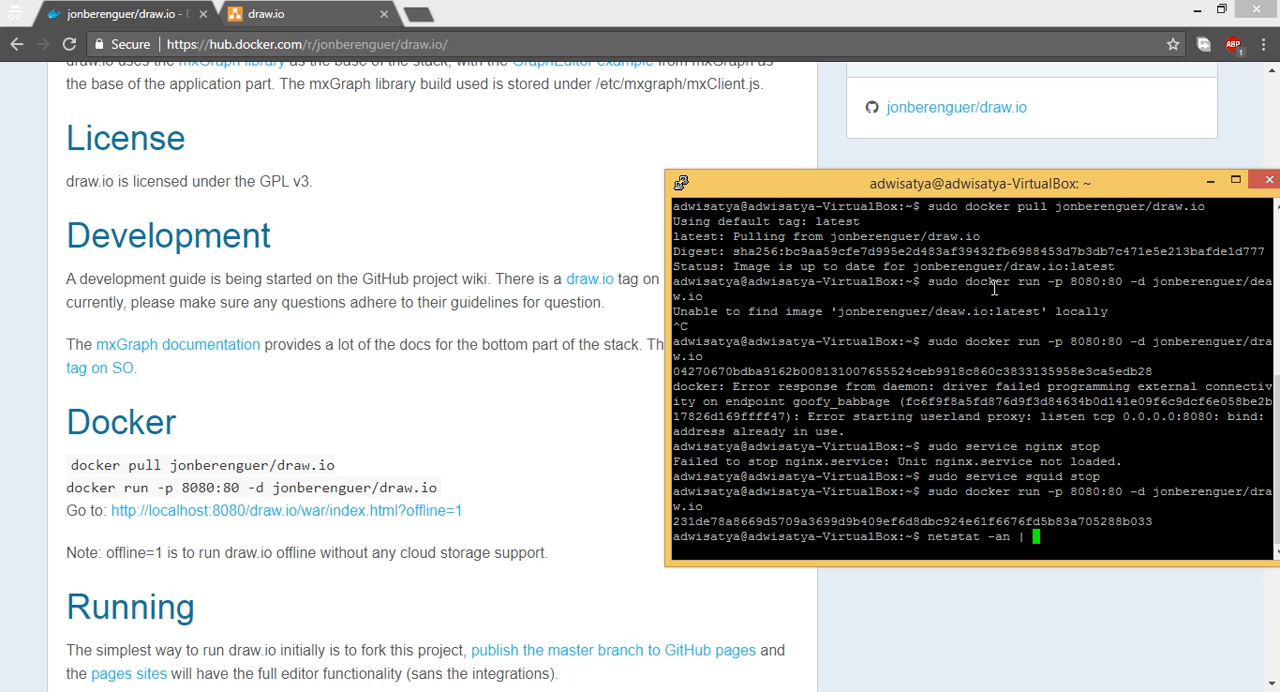 jonberenguer/draw.io - D
draw.io
Secure | https://hub.docker.com/r/jonberenguer/draw.io/
ABP
1
draw.io uses the mxGraph library as the base of the stack, with the GraphEditor example from mxGraph as
the base of the application part. The mxGraph library build used is stored under /etc/mxgraph/mxClient.js.
jonberenguer/draw.io
License
draw.io is licensed under the GPL v3.
Development
A development guide is being started on the GitHub project wiki. There is a draw.io tag on
currently, please make sure any questions adhere to their guidelines for question.
The mxGraph documentation provides a lot of the docs for the bottom part of the stack. Th
tag on SO.
Docker
docker pull jonberenguer/draw.io
docker run -p 8080:80 -d jonberenguer/draw.io
Go to: http://localhost:8080/draw.io/war/index.html?offline=1
Note: offline=1 is to run draw.io offline without any cloud storage support.
Running
The simplest way to run draw.io initially is to fork this project, publish the master branch to GitHub pages and
the pages sites will have the full editor functionality (sans the integrations).
adwisatya@adwisatya-VirtualBox: ~
adwisatya@adwisatya-VirtualBox:~$ sudo docker pull jonberenguer/draw.io
Using default tag: latest
latest: Pulling from jonberenguer/draw.io
Digest: sha256:bc9aa59cfe7d995e2d483af39432fb6988453d7b3db7c471e5e213bafde1d777
Status: Image is up to date for jonberenguer/draw.io:latest
adwisatya@adwisatya-VirtualBox:~$ sudo docker run -p 8080:80 -d jonberenguer/dea
w.io
Unable to find image 'jonberenguer/deaw.io:latest' locally
^C
adwisatya@adwisatya-VirtualBox:~$ sudo docker run -p 8080:80 -d jonberenguer/dra
w.io
04270670bdba9162b008131007655524ceb9918c860c3833135958e3ca5edb28
docker: Error response from daemon: driver failed programming external connectiv
ity on endpoint goofy_babbage (fc6f9f8a5fd876d9f3d84634b0d141e09f6c9dcf6e058be2b
17826d169ffff47): Error starting userland proxy: listen tcp 0.0.0.0:8080: bind:
address already in use.
adwisatya@adwisatya-VirtualBox:~$ sudo service nginx stop
Failed to stop nginx.service: Unit nginx.service not loaded.
adwisatya@adwisatya-VirtualBox:~$ sudo service squid stop
adwisatya@adwisatya-VirtualBox:~$ sudo docker run -p 8080:80 -d jonberenguer/dra
w.io
231de78a8669d5709a3699d9b409ef6d8dbc924e61f6676fd5b83a705288b033
adwisatya@adwisatya-VirtualBox:~$ netstat -an |